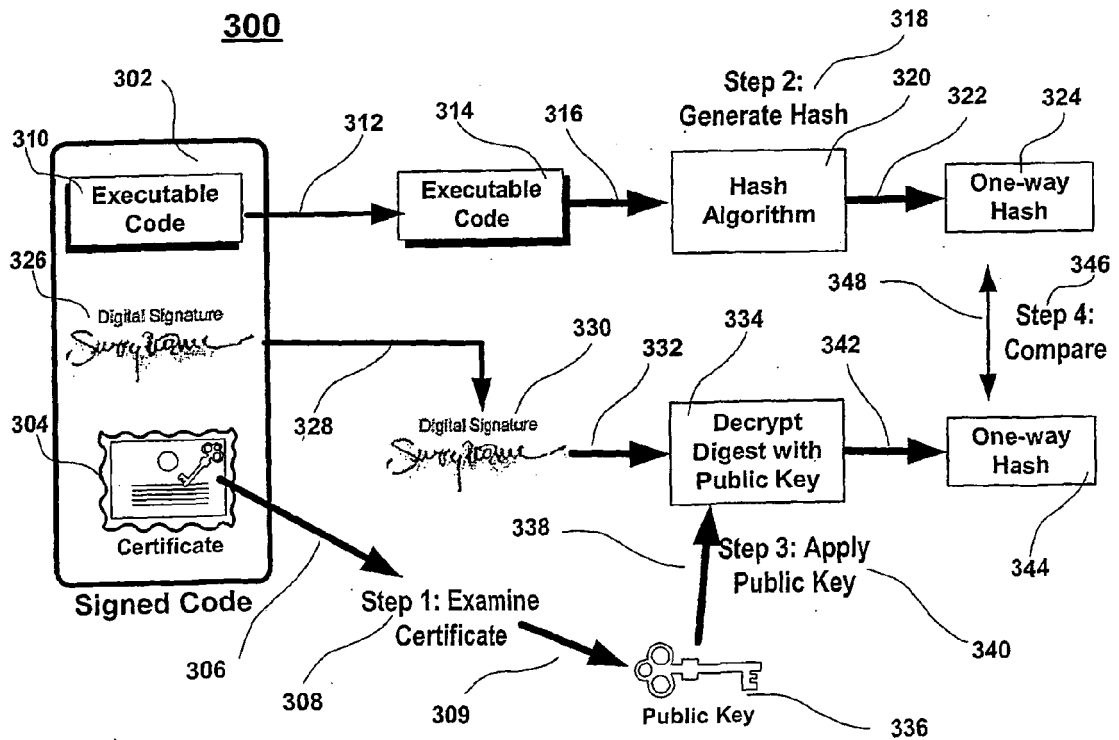 300
302
310
Executable
Code
312
314
Executable
Code
316
Step 2:
Generate Hash
318
320
Hash
Algorithm
322
324
One-way
Hash
326
Digital Signature
328
330
Digital Signature
332
334
Decrypt
Digest with
Public Key
342
348
346
Step 4:
Compare
One-way
Hash
344
304
Certificate
Signed Code
306
Step 1: Examine
Certificate
308
309
338
Step 3: Apply
Public Key
340
Public Key
336